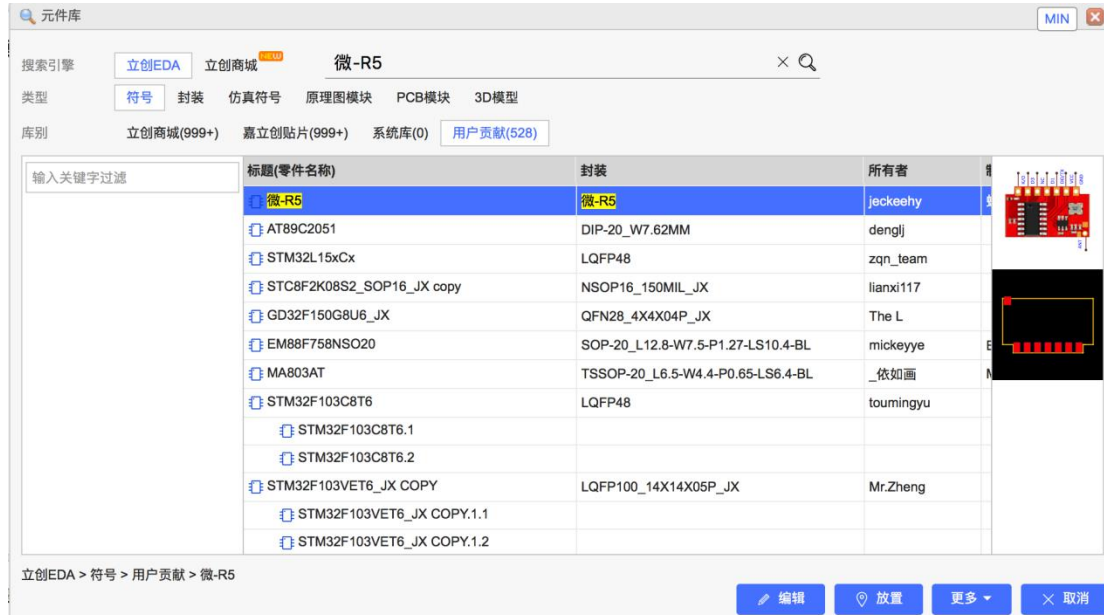 元件库 MIN
搜索引擎 立创EDA 立创商城 NEW 微-R5
类型 符号 封装 仿真符号 原理图模块 PCB模块 3D模型
库别 立创商城(999+) 嘉立创贴片(999+) 系统库(0) 用户贡献(528)
输入关键字过滤
标题(零件名称) 封装 所有者
微-R5 微-R5 jeckeehy
AT89C2051 DIP-20_W7.62MM denglj
STM32L15xCx LQFP48 zqn_team
STC8F2K08S2_SOP16_JX copy NSOP16_150MIL_JX lianxi117
GD32F150G8U6_JX QFN28_4X4X04P_JX The L
EM88F758NSO20 SOP-20_L12.8-W7.5-P1.27-LS10.4-BL mickeyye
MA803AT TSSOP-20_L6.5-W4.4-P0.65-LS6.4-BL _依如画
STM32F103C8T6 LQFP48 toumingyu
STM32F103C8T6.1
STM32F103C8T6.2
STM32F103VET6_JX COPY LQFP100_14X14X05P_JX Mr.Zheng
STM32F103VET6_JX COPY.1.1
STM32F103VET6_JX COPY.1.2
立创EDA > 符号 > 用户贡献 > 微-R5
编辑 放置 更多 取消